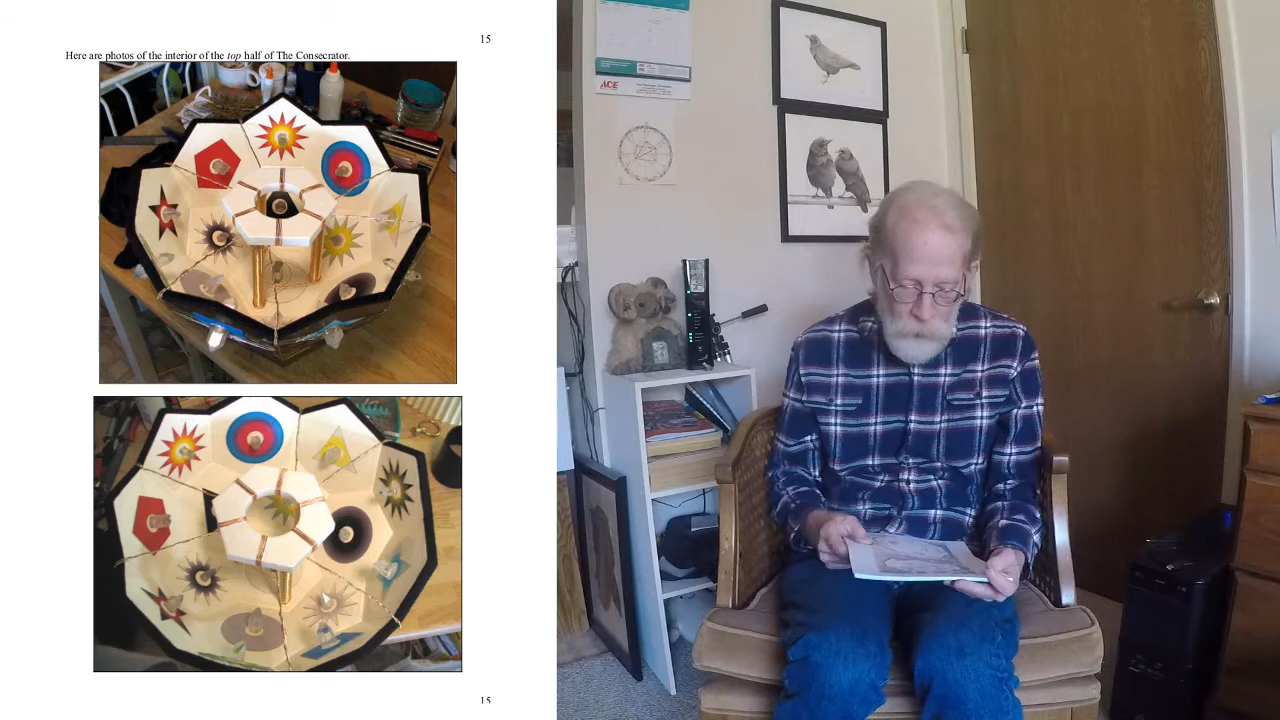 15
Here are photos of the interior of the top half of The Consecrator.
ACE
15